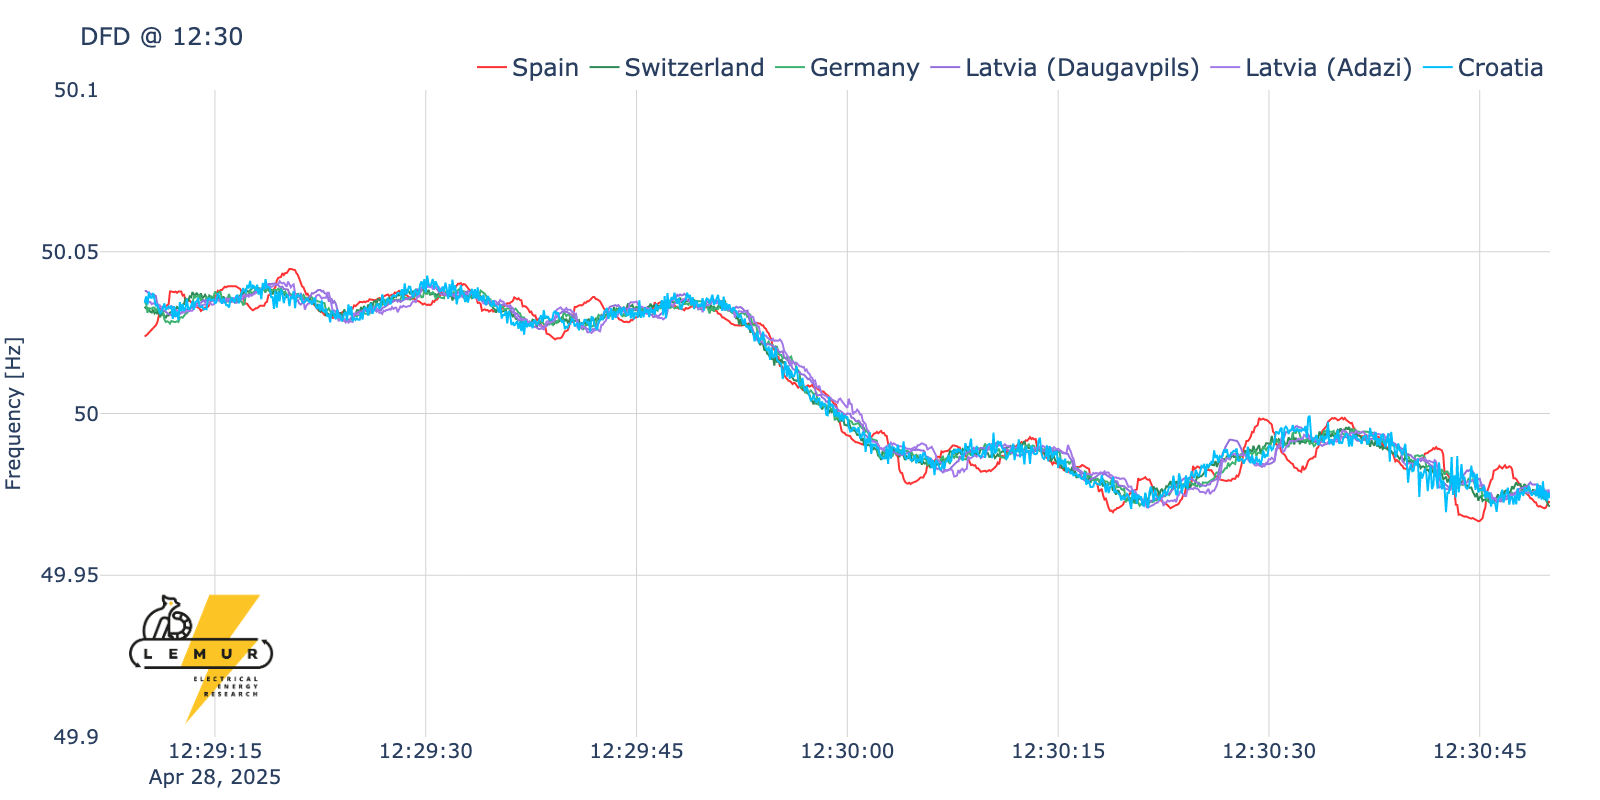 DFD @ 12:30
Spain Switzerland Germany Latvia (Daugavpils) Latvia (Adazi) Croatia
50.1
50.05
50
49.95
49.9
Frequency [Hz]
LEMUR
ELECTRICAL
ENERGY
RESEARCH
12:29:15 12:29:30 12:29:45 12:30:00 12:30:15 12:30:30 12:30:45
Apr 28, 2025